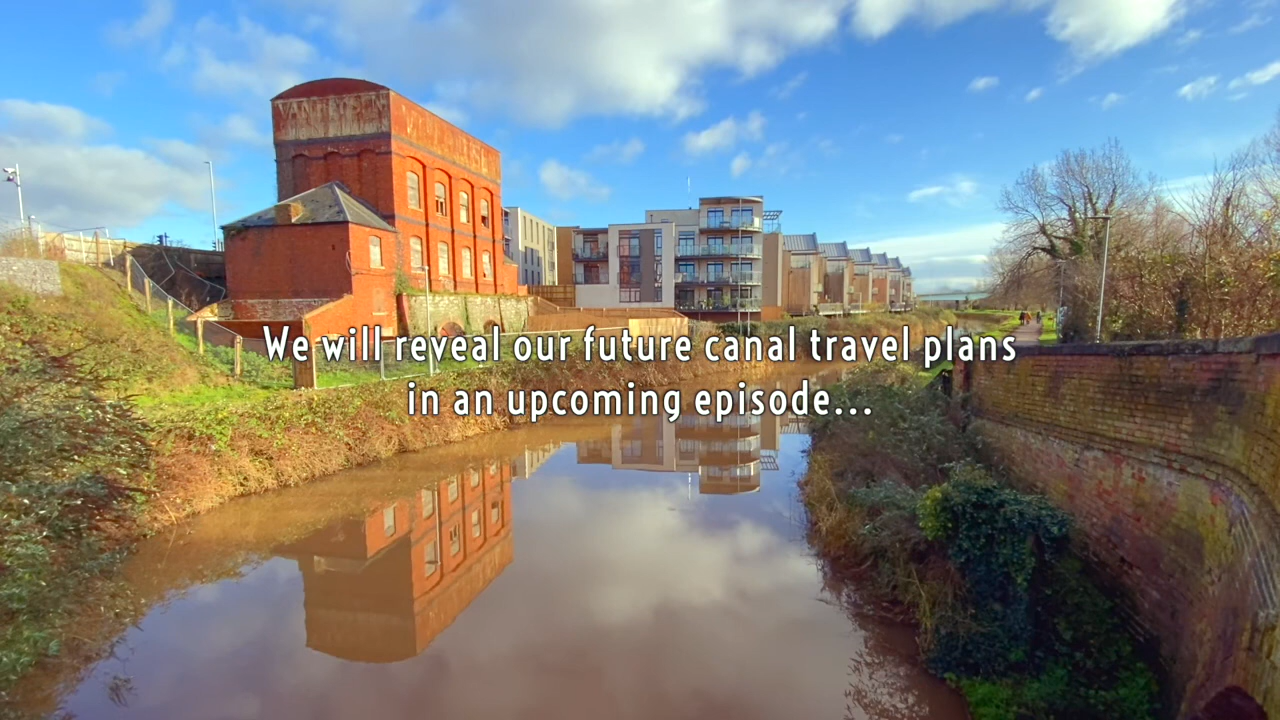 We will reveal our future canal travel plans
in an upcoming episode...